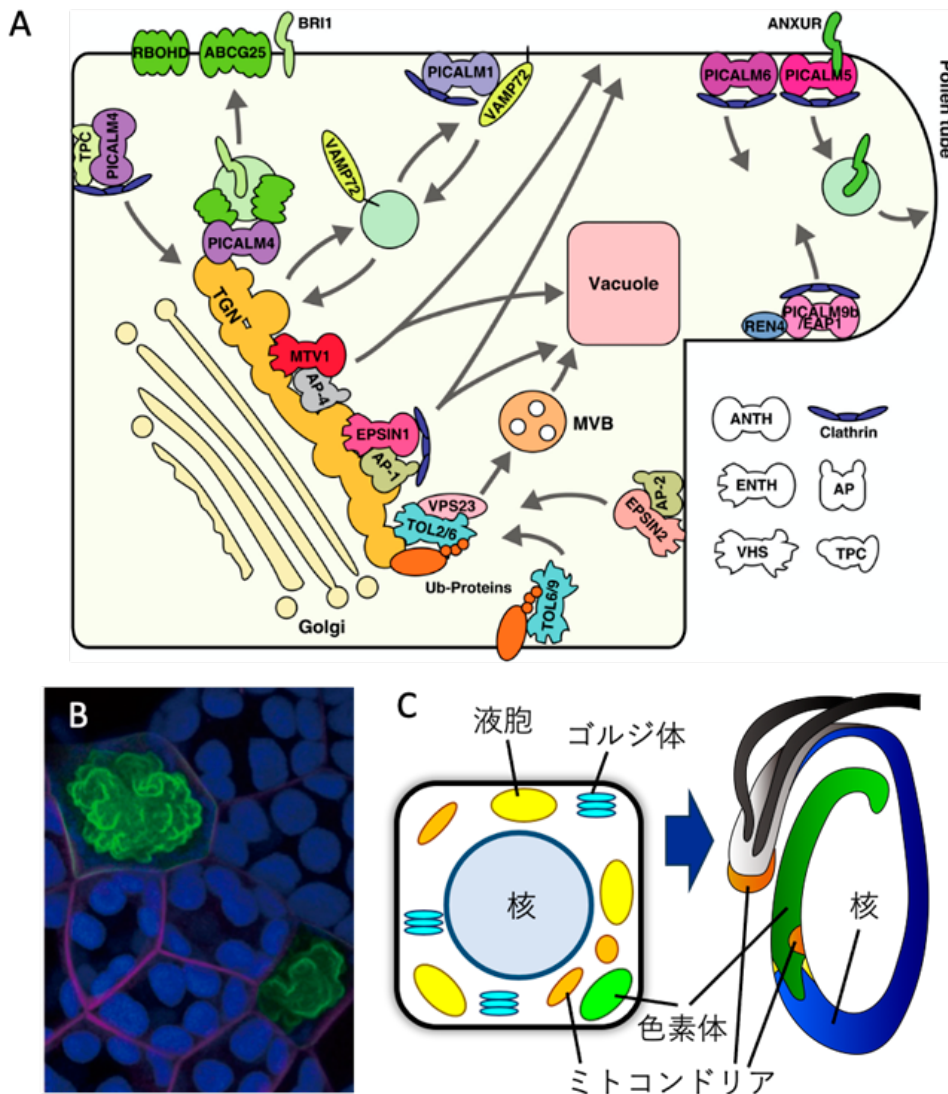 A
BRI1
ANXUR
RBOHD
ABCG25
PICALM1
VAMP72
PICALM6
PICALM5
Pollen tube
TPC
PICALM4
VAMP72
PICALM4
TGN
Vacuole
REN4
PICALM9b
/EAP1
MTV1
AP-4
MVB
EPSIN1
AP-1
ANTH
Clathrin
VPS23
TOL2/6
AP-2
EPSIN2
ENTH
AP
Ub-Proteins
TOL6/9
VHS
TPC
Golgi
B
C
液胞
ゴルジ体
核
核
色素体
ミトコンドリア